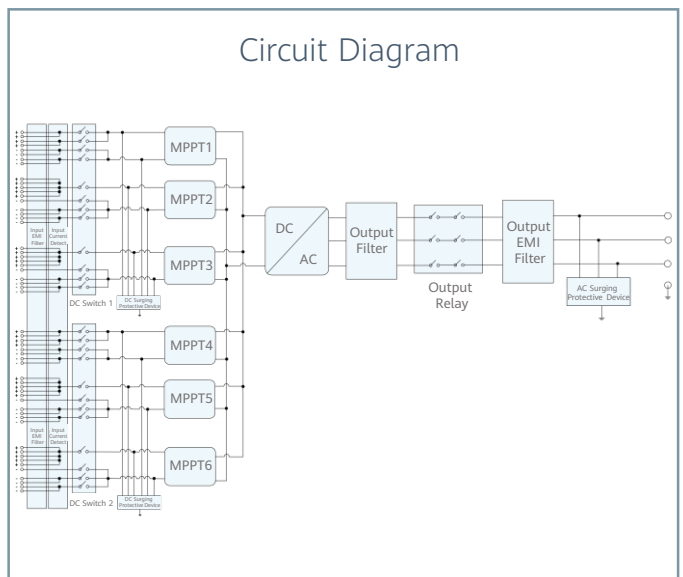 Circuit Diagram
MPPT1
MPPT2
MPPT3
Input
EMI
Filter
Input
Current
Detect
DC Switch 1
DC Surging
Protective Device
DC
AC
Output
Filter
Output
Relay
Output
EMI
Filter
AC Surging
Protective Device
MPPT4
MPPT5
MPPT6
Input
EMI
Filter
Input
Current
Detect
DC Switch 2
DC Surging
Protective Device